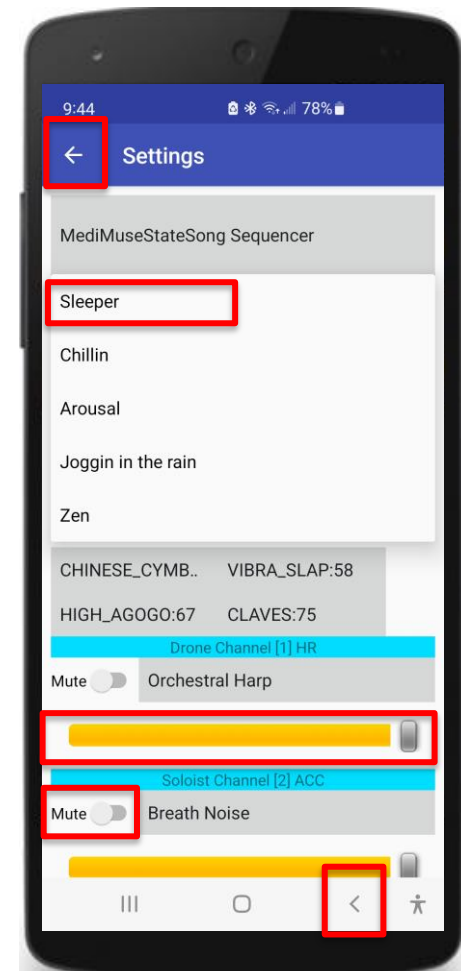 9:44 78%
Settings
MediMuseStateSong Sequencer
Sleeper
Chillin
Arousal
Joggin in the rain
Zen
CHINESE_CYMB.. VIBRA_SLAP:58
HIGH_AGOGO:67 CLAVES:75
Drone Channel [1] HR
Mute Orchestral Harp
Soloist Channel [2] ACC
Mute Breath Noise